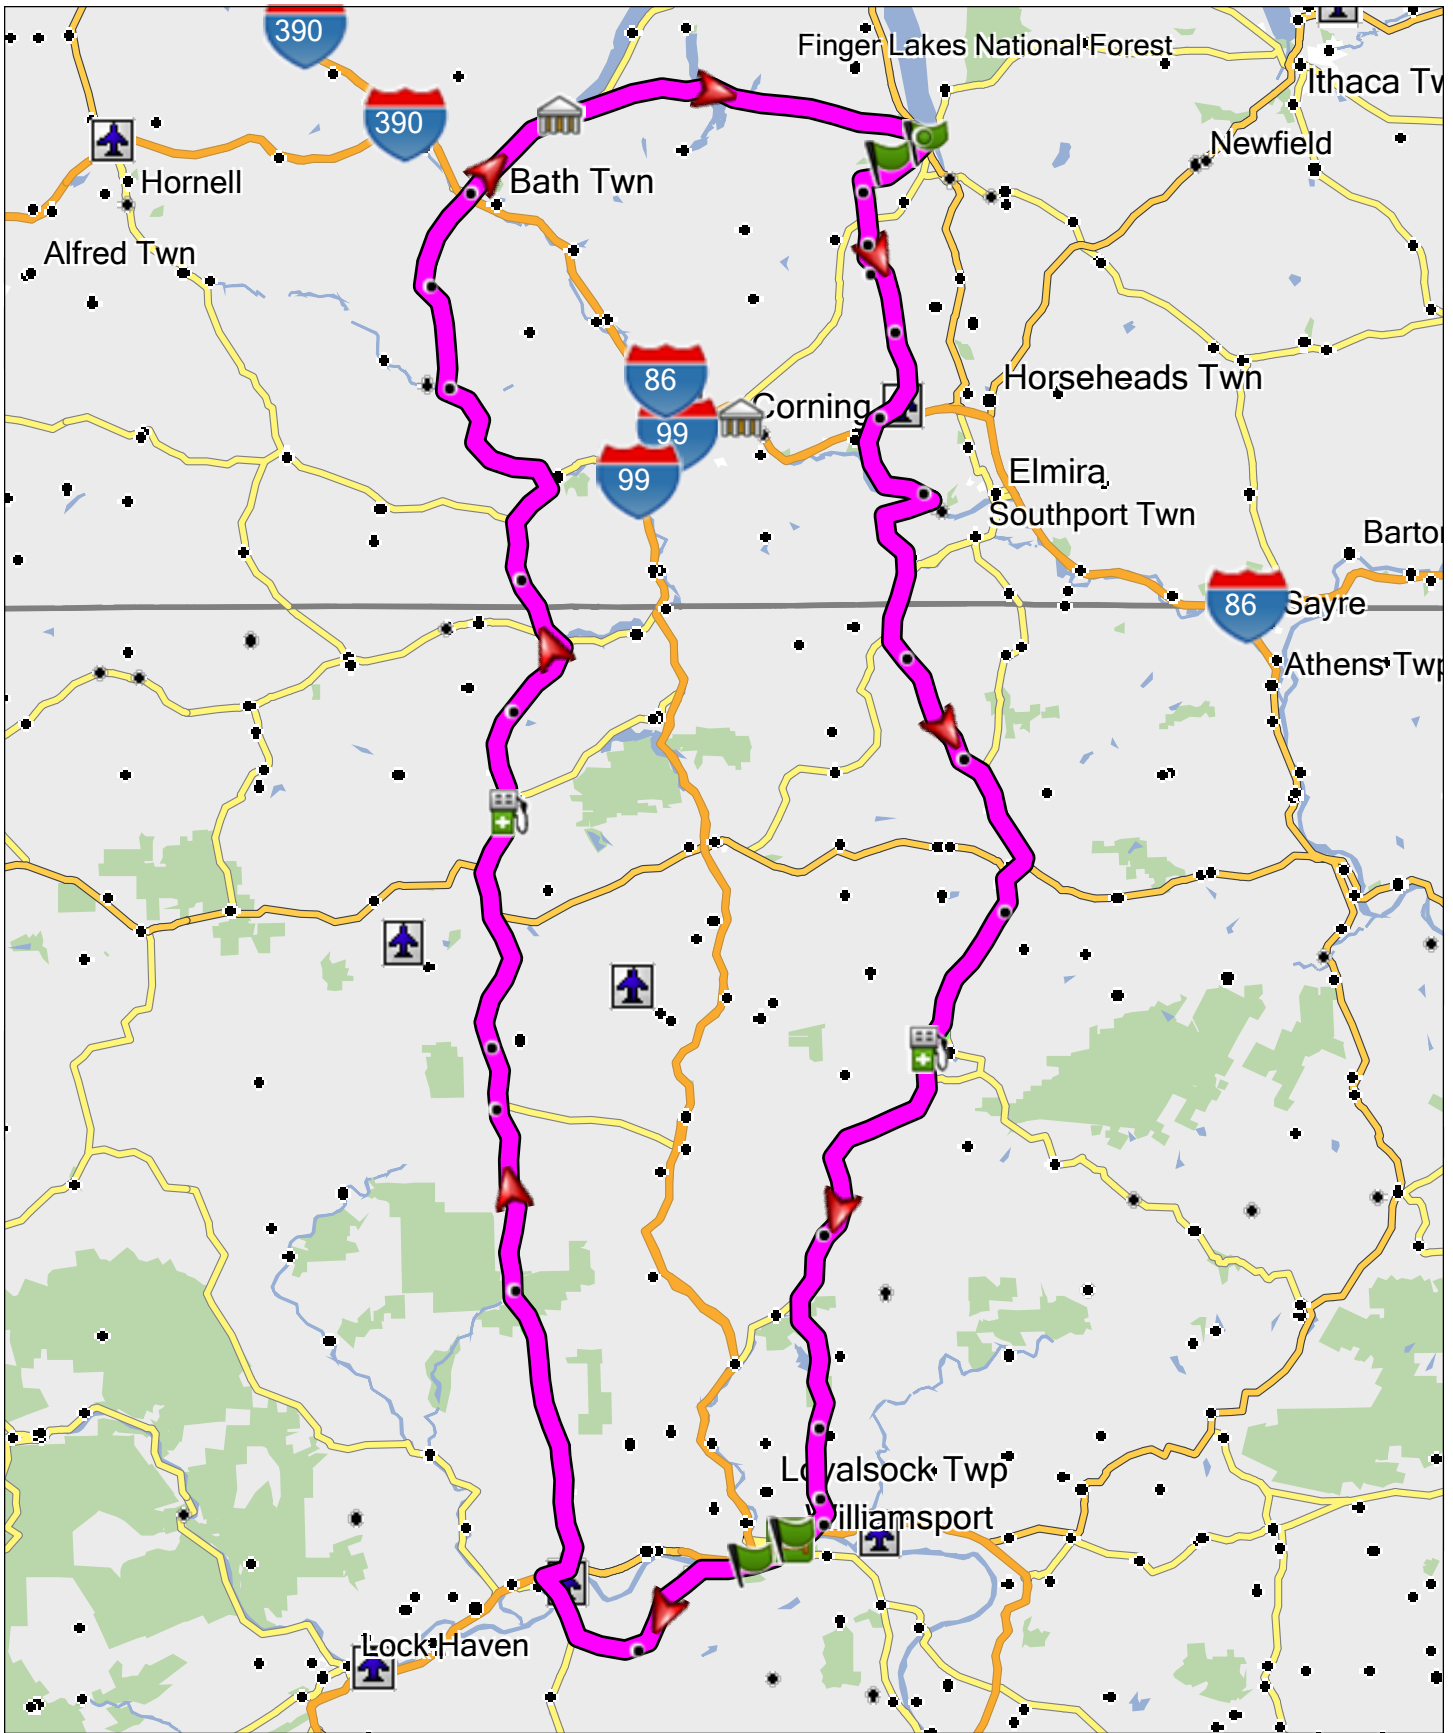 390
Finger Lakes National Forest
Ithaca Tw
390
Newfield
Hornell
Bath Twn
Alfred Twn
86
Horseheads Twn
Corning
99
99
Elmira
Southport Twn
Barto
86
Sayre
Athens Twp
Loyalsock Twp
Williamsport
Lock Haven